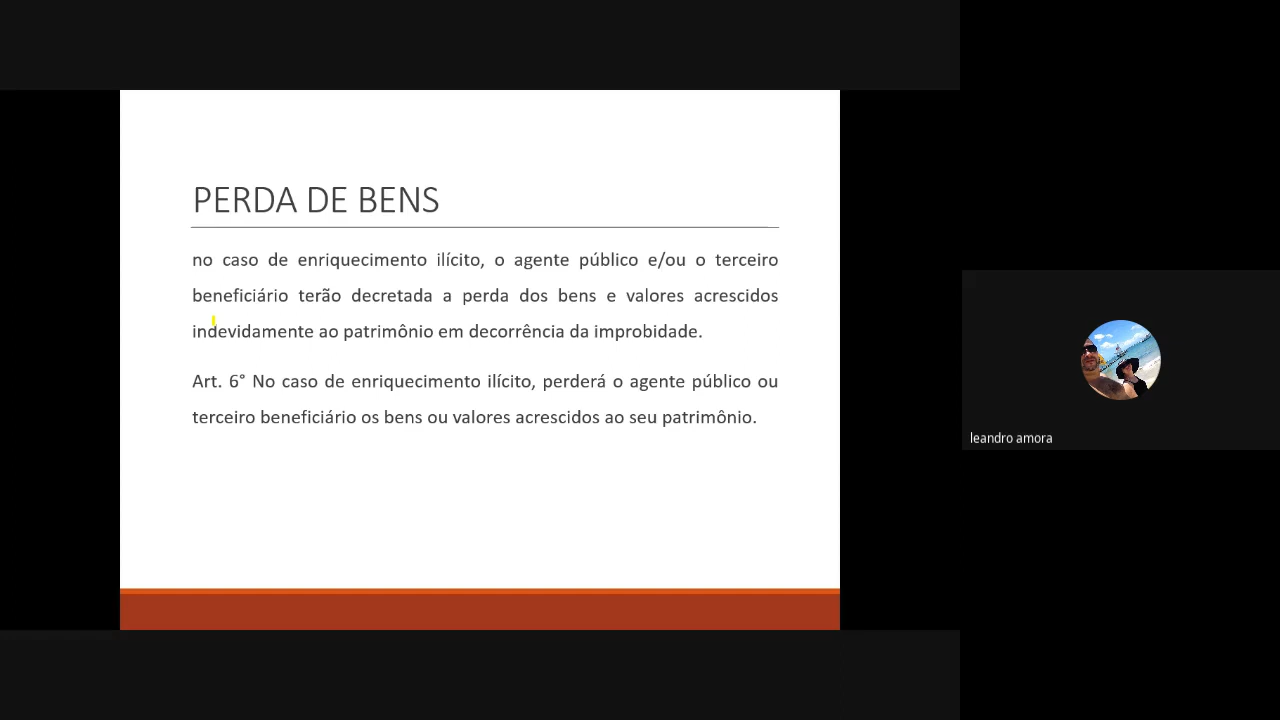 PERDA DE BENS
no caso de enriquecimento ilícito, o agente público e/ou o terceiro
beneficiário terão decretada a perda dos bens e valores acrescidos
indevidamente ao patrimônio em decorrência da improbidade.
Art. 6° No caso de enriquecimento ilícito, perderá o agente público ou
terceiro beneficiário os bens ou valores acrescidos ao seu patrimônio.
leandro amora